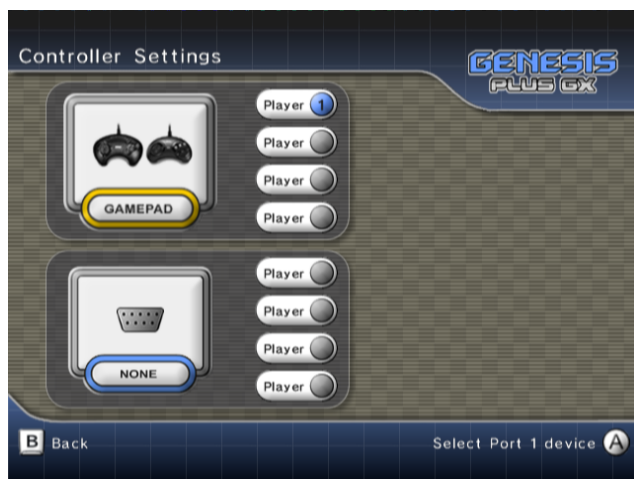 Controller Settings
GENESIS
PLUS GX
Player 1
Player
Player
Player
GAMEPAD
Player
Player
Player
Player
NONE
B Back
Select Port 1 device A